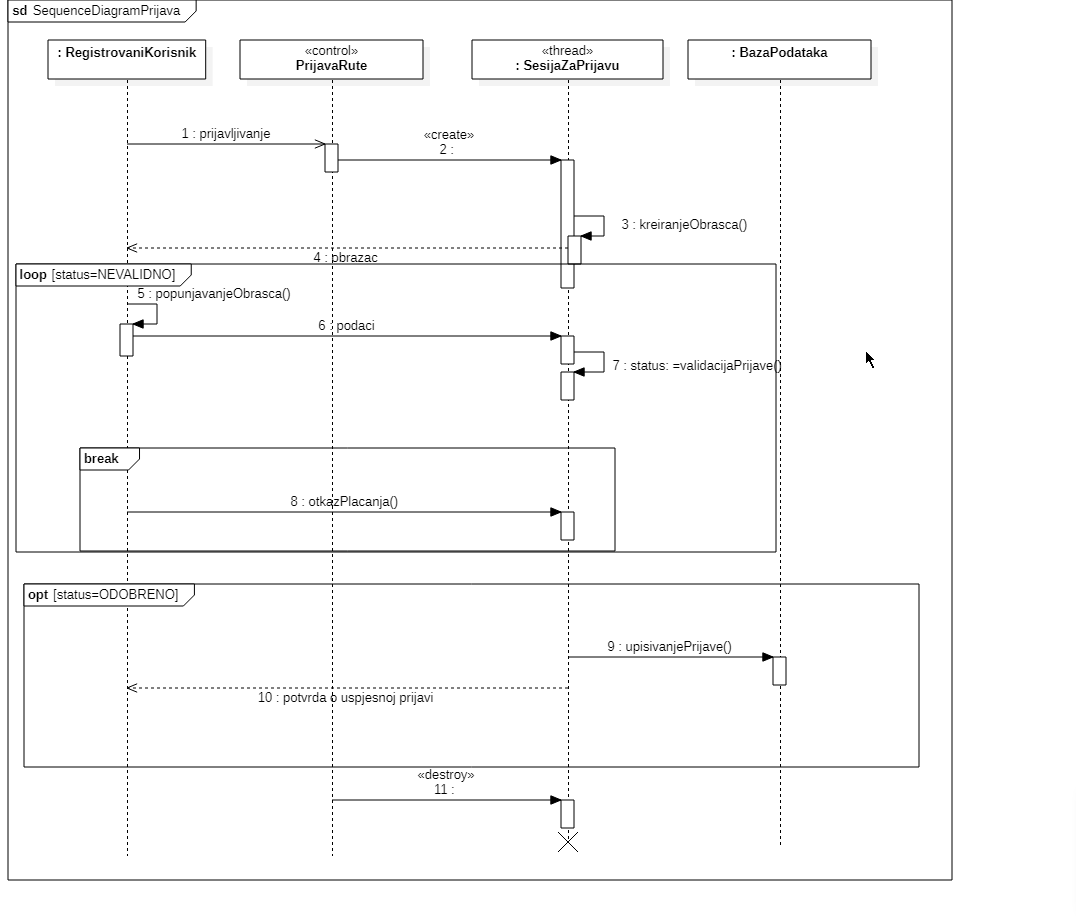 sd SequenceDiagramPrijava
: RegistrovaniKorisnik
«control»
PrijavaRute
«thread»
: SesijaZaPrijavu
: BazaPodataka
1 : prijavljivanje
«create»
2 :
3 : kreiranjeObrasca()
4 : obrazac
loop [status=NEVALIDNO]
5 : popunjavanjeObrasca()
6 : podaci
7 : status: =validacijaPrijave()
break
8 : otkazPlacanja()
opt [status=ODOBRENO]
9 : upisivanjePrijave()
10 : potvrda o uspjesnoj prijavi
«destroy»
11 :